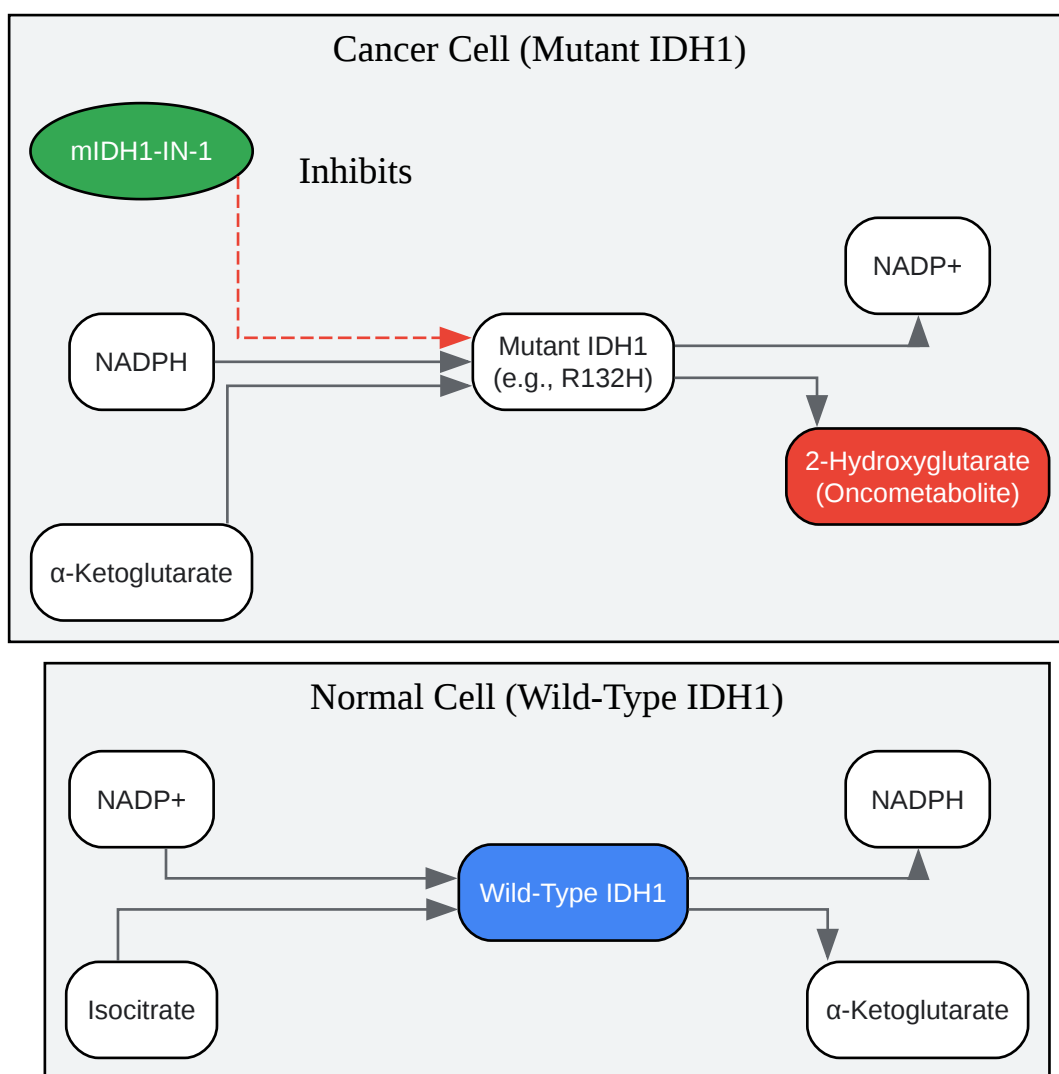 Cancer Cell (Mutant IDH1)
mIDH1-IN-1
Inhibits
NADP+
NADPH
Mutant IDH1
(e.g., R132H)
2-Hydroxyglutarate
(Oncometabolite)
α-Ketoglutarate
Normal Cell (Wild-Type IDH1)
NADP+
NADPH
Wild-Type IDH1
Isocitrate
α-Ketoglutarate